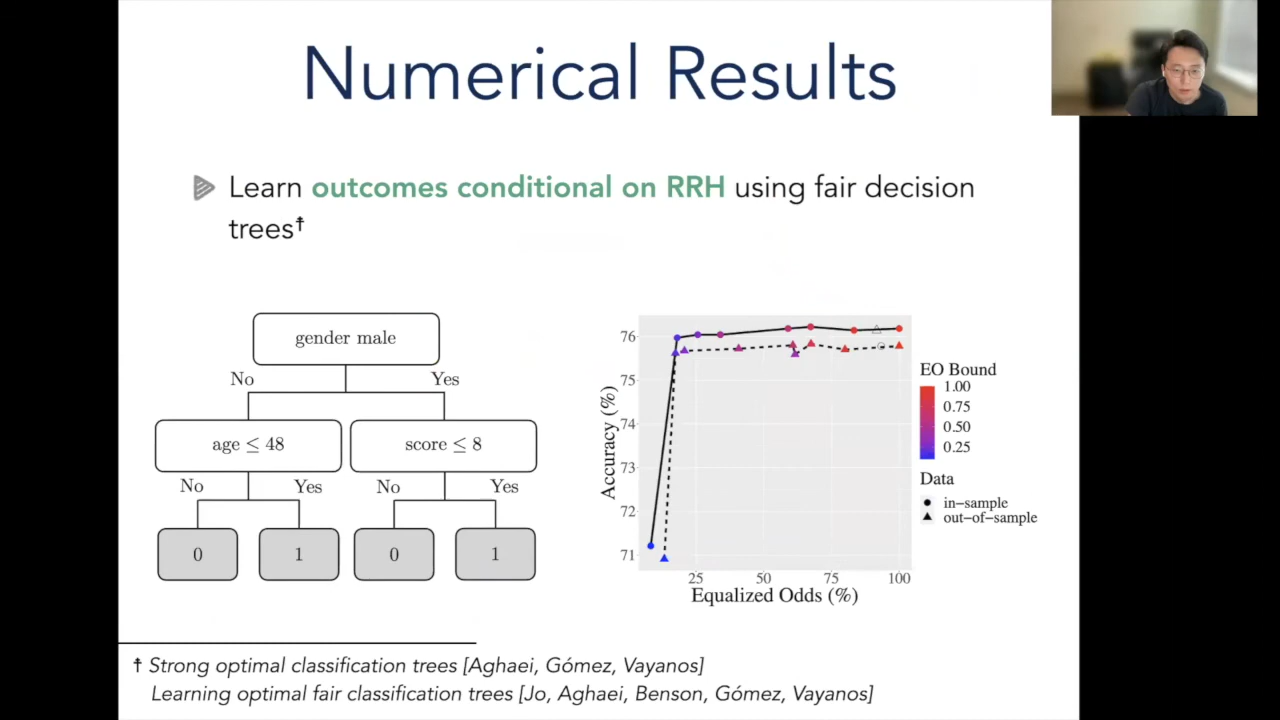 Numerical Results
Learn outcomes conditional on RRH using fair decision
trees†
gender male
No
Yes
age ≤ 48
score ≤ 8
No
Yes
No
Yes
0
1
0
1
Accuracy (%)
76
75
74
73
72
71
25
50
75
100
Equalized Odds (%)
EO Bound
1.00
0.75
0.50
0.25
Data
in−sample
out−of−sample
† Strong optimal classification trees [Aghaei, Gómez, Vayanos]
Learning optimal fair classification trees [Jo, Aghaei, Benson, Gómez, Vayanos]